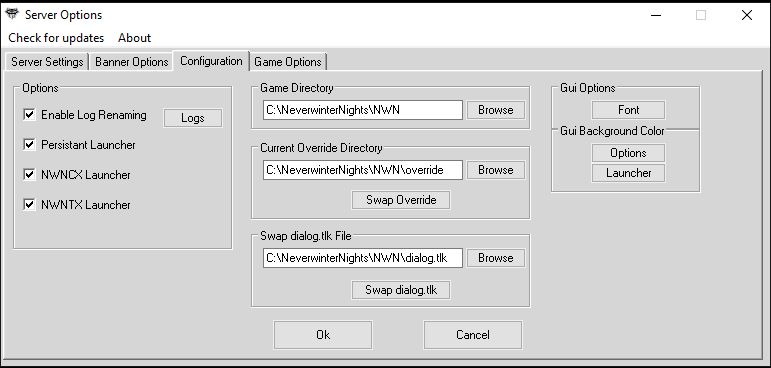 Server Options
Check for updates About
Server Settings Banner Options Configuration Game Options
Options
Enable Log Renaming Logs
Persistant Launcher
NWNCX Launcher
NWNTX Launcher
Game Directory
C:\NeverwinterNights\NWN Browse
Current Override Directory
C:\NeverwinterNights\NWN\override Browse
Swap Override
Swap dialog.tlk File
C:\NeverwinterNights\NWN\dialog.tlk Browse
Swap dialog.tlk
Gui Options
Font
Gui Background Color
Options
Launcher
Ok Cancel